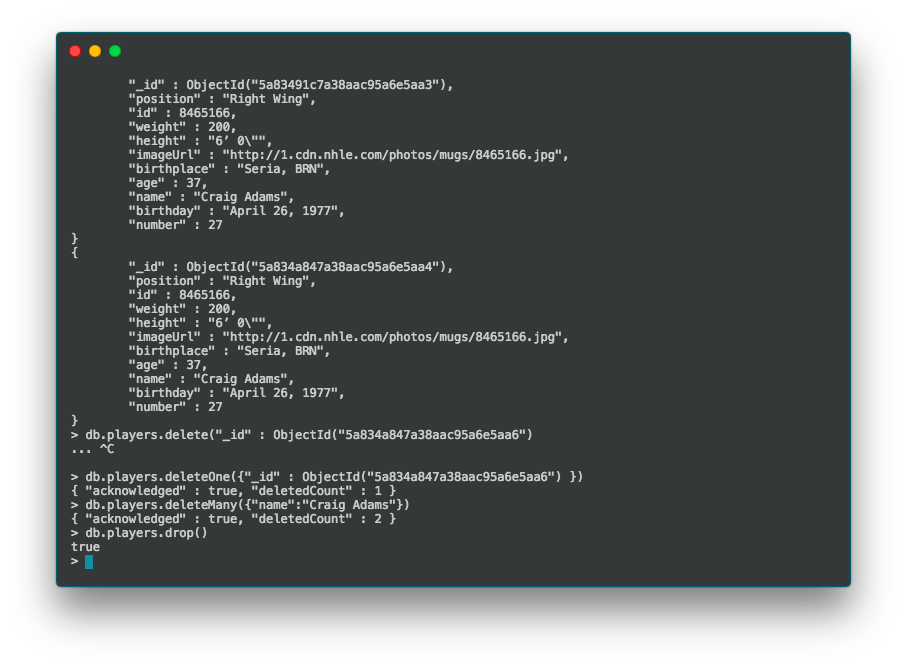 "_id" : ObjectId("5a83491c7a38aac95a6e5aa3"),
"position" : "Right Wing",
"id" : 8465166,
"weight" : 200,
"height" : "6’ 0\"",
"imageUrl" : "http://1.cdn.nhle.com/photos/mugs/8465166.jpg",
"birthplace" : "Seria, BRN",
"age" : 37,
"name" : "Craig Adams",
"birthday" : "April 26, 1977",
"number" : 27
}
{
"_id" : ObjectId("5a834a847a38aac95a6e5aa4"),
"position" : "Right Wing",
"id" : 8465166,
"weight" : 200,
"height" : "6’ 0\"",
"imageUrl" : "http://1.cdn.nhle.com/photos/mugs/8465166.jpg",
"birthplace" : "Seria, BRN",
"age" : 37,
"name" : "Craig Adams",
"birthday" : "April 26, 1977",
"number" : 27
}
> db.players.delete("_id" : ObjectId("5a834a847a38aac95a6e5aa6")
... ^C
> db.players.deleteOne({"_id" : ObjectId("5a834a847a38aac95a6e5aa6") })
{ "acknowledged" : true, "deletedCount" : 1 }
> db.players.deleteMany({"name":"Craig Adams"})
{ "acknowledged" : true, "deletedCount" : 2 }
> db.players.drop()
true
>